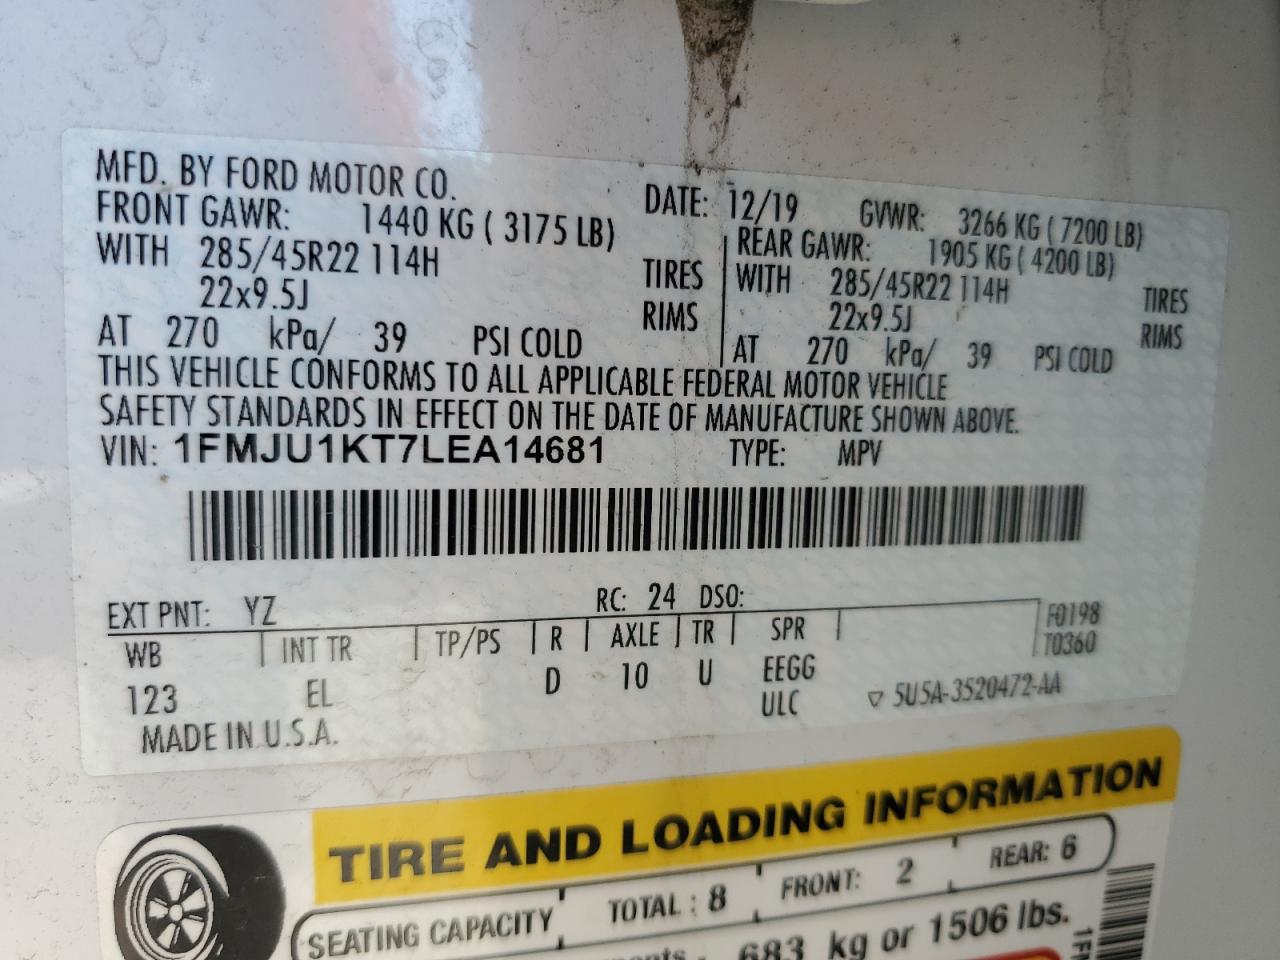 MFD. BY FORD MOTOR CO. DATE: 12/19 GVWR: 3266 KG ( 7200 LB)
FRONT GAWR: 1440 KG ( 3175 LB) REAR GAWR: 1905 KG ( 4200 LB)
WITH 285/45R22 114H TIRES WITH 285/45R22 114H TIRES
22x9.5J RIMS 22x9.5J RIMS
AT 270 kPa/ 39 PSI COLD AT 270 kPa/ 39 PSI COLD
THIS VEHICLE CONFORMS TO ALL APPLICABLE FEDERAL MOTOR VEHICLE
SAFETY STANDARDS IN EFFECT ON THE DATE OF MANUFACTURE SHOWN ABOVE.
VIN: 1FMJU1KT7LEA14681 TYPE: MPV
EXT PNT: YZ RC: 24 DSO:
WB INT TR TP/PS R AXLE TR SPR F0198
T0360
123 EL D 10 U EEGG
ULC ▽ 5U5A-3520472-AA
MADE IN U.S.A.
TIRE AND LOADING INFORMATION
SEATING CAPACITY TOTAL : 8 FRONT: 2 REAR: 6
683 kg or 1506 lbs.